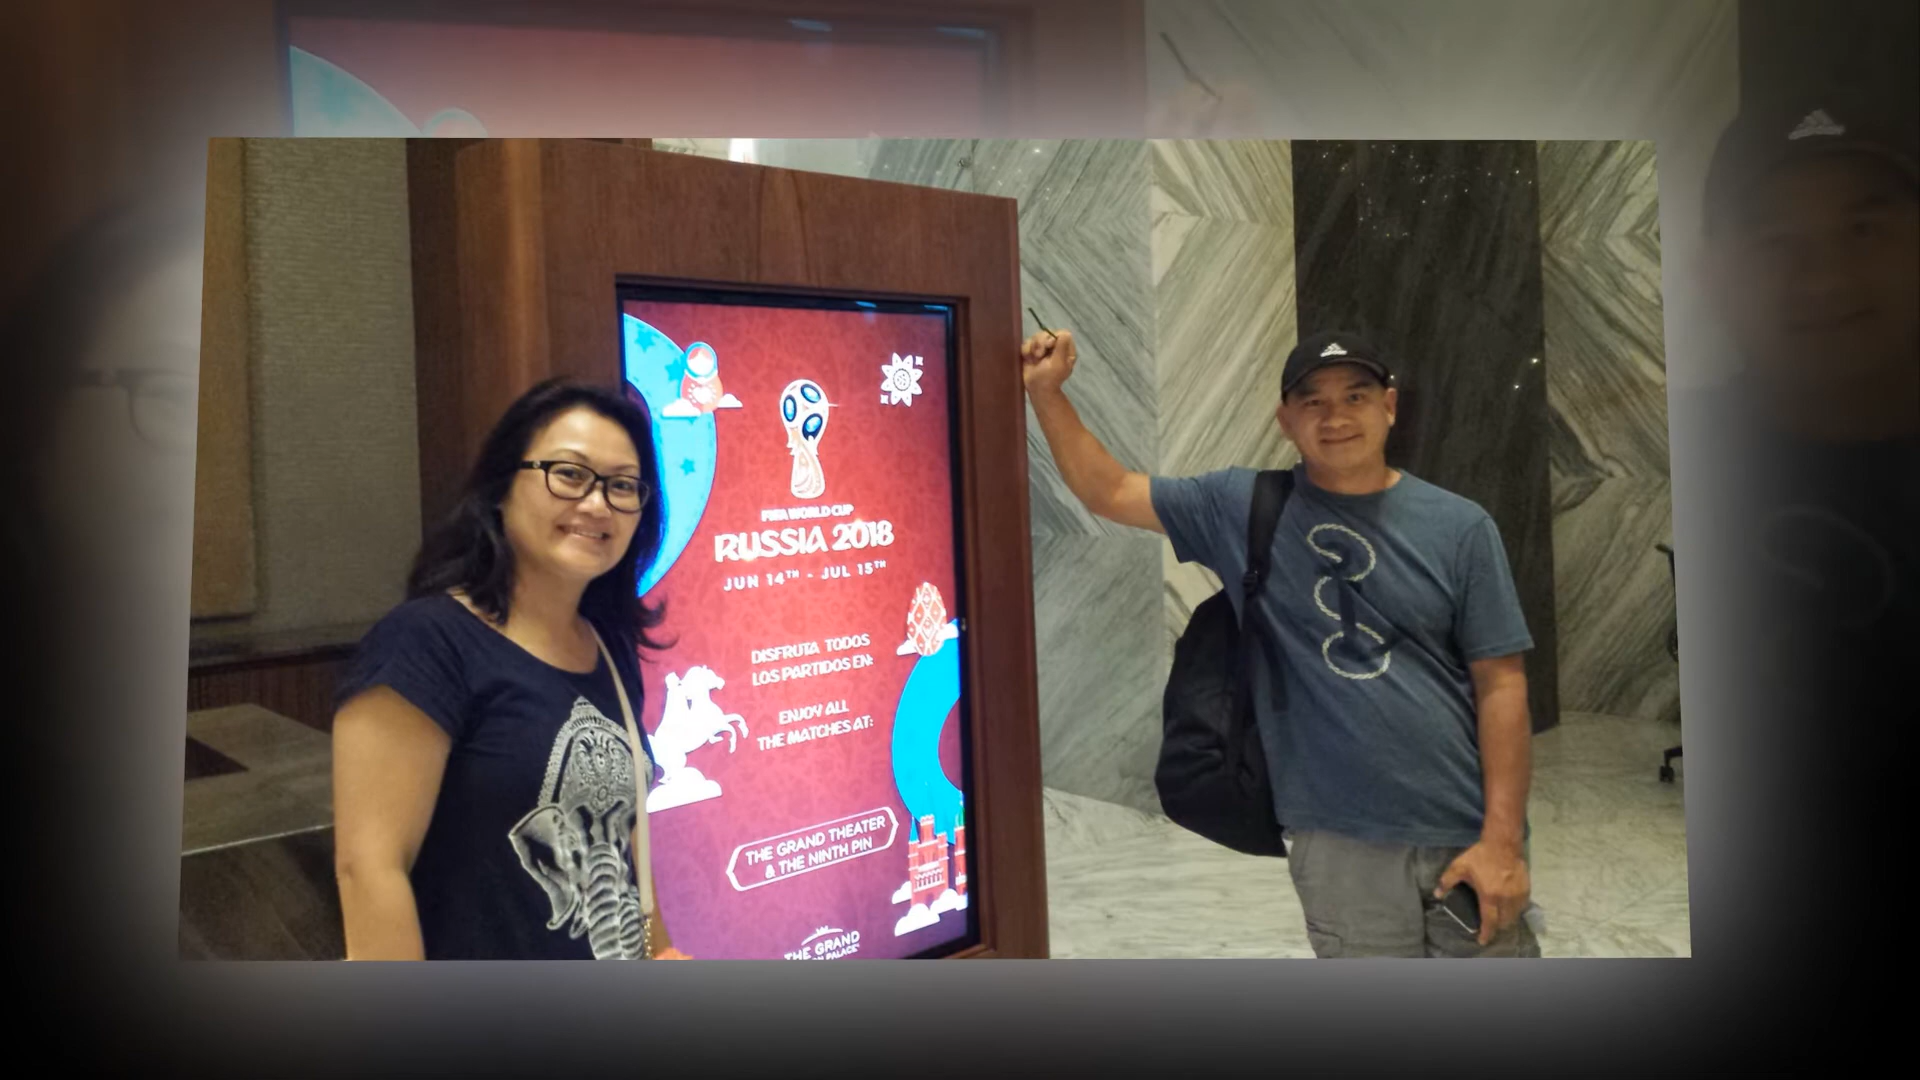 FIFA WORLD CUP
RUSSIA 2018
JUN 14TH - JUL 15TH
DISFRUTA TODOS
LOS PARTIDOS EN:
ENJOY ALL
THE MATCHES AT:
THE GRAND THEATER
& THE NINTH PIN
THE GRAND
PALACE